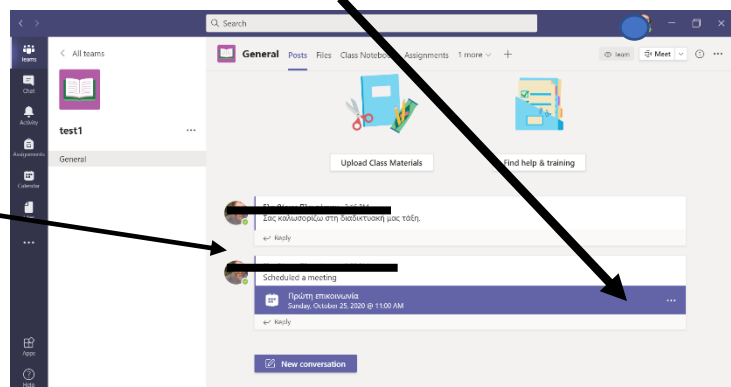 Search
Teams
Chat
Activity
Assignments
Calendar
Apps
Help
All teams
test1
General
General Posts Files Class Notebook Assignments 1 more
Team
Meet
Upload Class Materials
Find help & training
Σας καλωσορίζω στη διαδικτυακή μας τάξη.
Reply
Scheduled a meeting
Πρώτη επικοινωνία
Sunday, October 25, 2020 @ 11:00 AM
Reply
New conversation